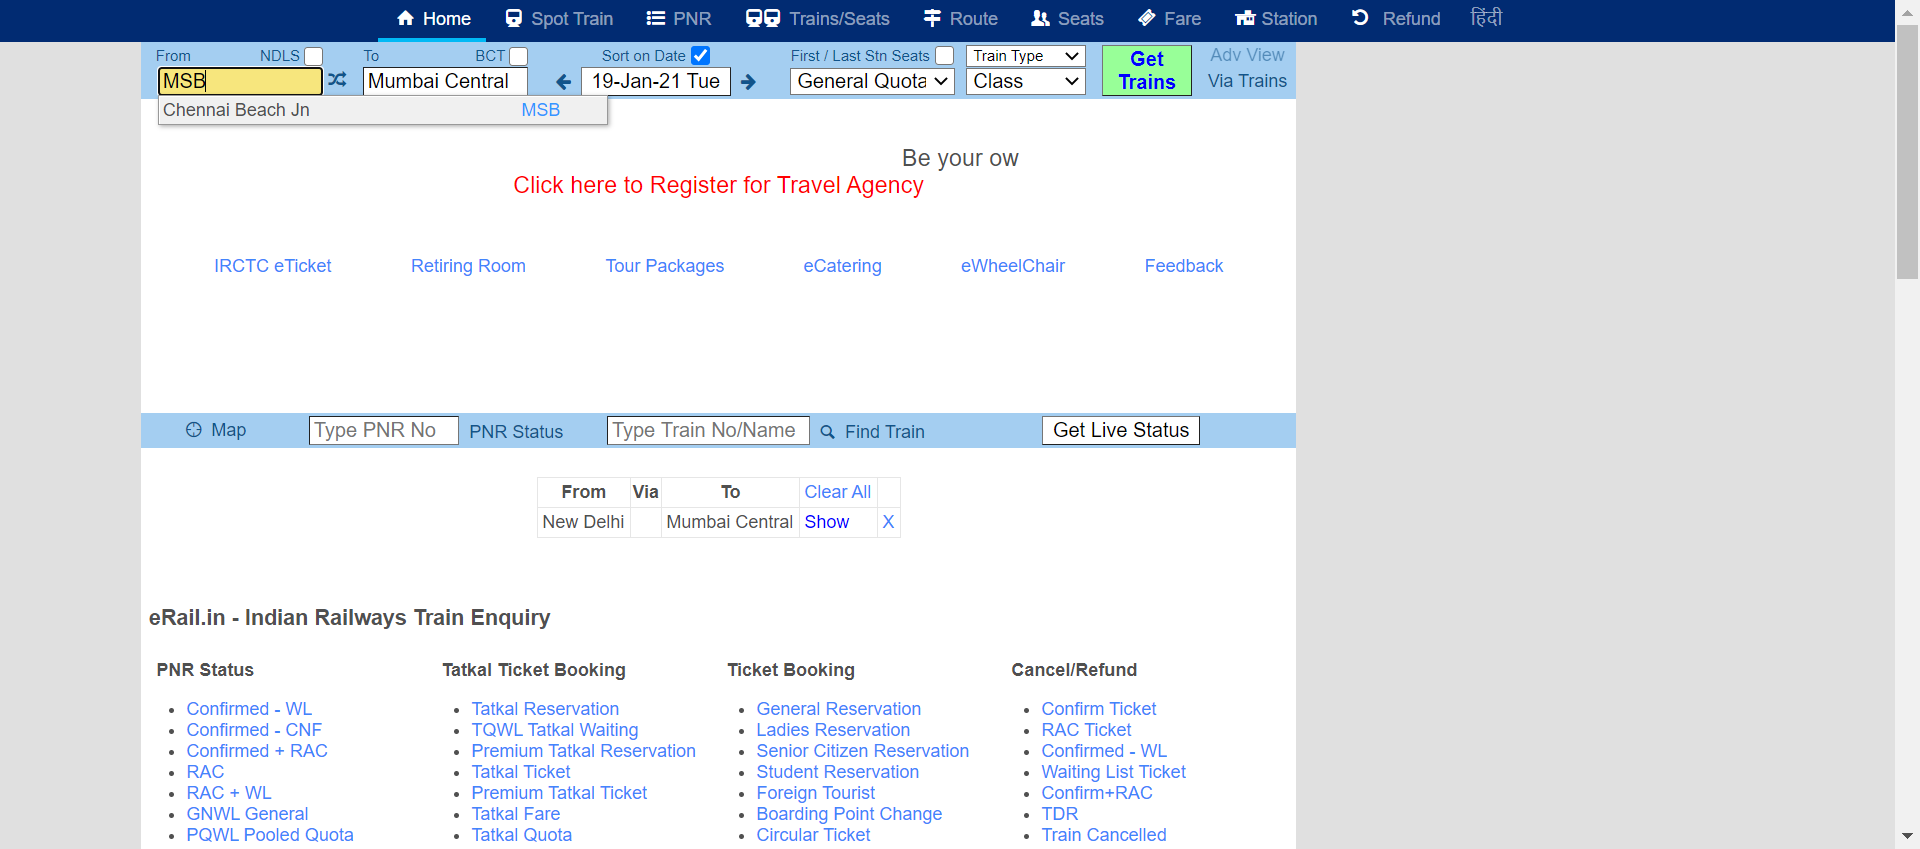 Home Spot Train PNR Trains/Seats Route Seats Fare Station Refund हिंदी
From NDLS To BCT Sort on Date First / Last Stn Seats Train Type Get Trains Adv View
MSB Mumbai Central 19-Jan-21 Tue General Quota Class Via Trains
Chennai Beach Jn MSB
Be your ow
Click here to Register for Travel Agency
IRCTC eTicket Retiring Room Tour Packages eCatering eWheelChair Feedback
Map Type PNR No PNR Status Type Train No/Name Find Train Get Live Status
From Via To Clear All
New Delhi Mumbai Central Show X
eRail.in - Indian Railways Train Enquiry
PNR Status
Confirmed - WL
Confirmed - CNF
Confirmed + RAC
RAC
RAC + WL
GNWL General
PQWL Pooled Quota
Tatkal Ticket Booking
Tatkal Reservation
TQWL Tatkal Waiting
Premium Tatkal Reservation
Tatkal Ticket
Premium Tatkal Ticket
Tatkal Fare
Tatkal Quota
Ticket Booking
General Reservation
Ladies Reservation
Senior Citizen Reservation
Student Reservation
Foreign Tourist
Boarding Point Change
Circular Ticket
Cancel/Refund
Confirm Ticket
RAC Ticket
Confirmed - WL
Waiting List Ticket
Confirm+RAC
TDR
Train Cancelled